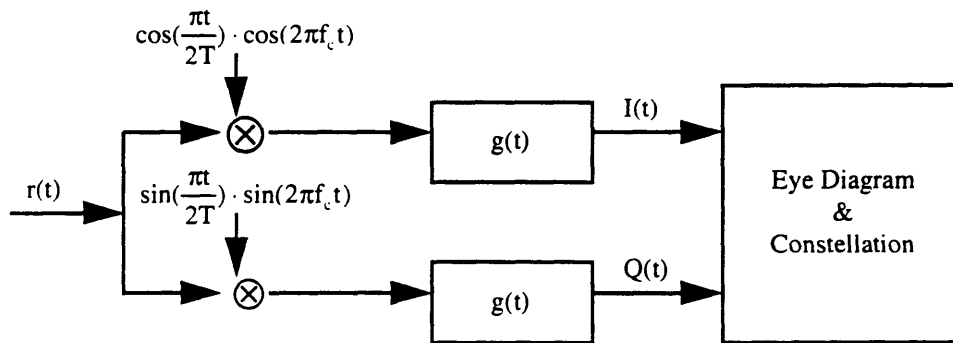 cos(πt/2T) · cos(2πf_c t)
I(t)
g(t)
r(t)
sin(πt/2T) · sin(2πf_c t)
Eye Diagram
&
Constellation
Q(t)
g(t)